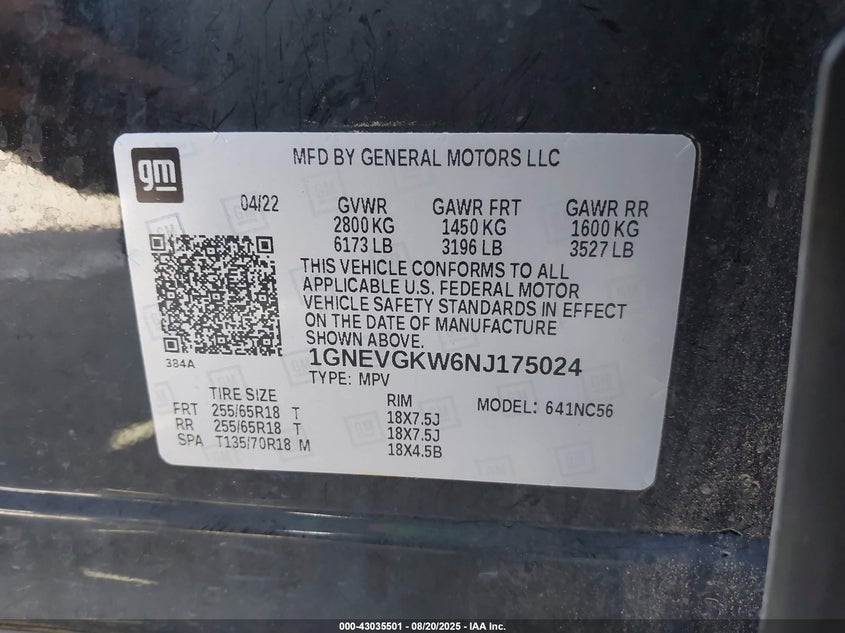 gm
MFD BY GENERAL MOTORS LLC
04/22 GVWR GAWR FRT GAWR RR
2800 KG 1450 KG 1600 KG
6173 LB 3196 LB 3527 LB
THIS VEHICLE CONFORMS TO ALL
APPLICABLE U.S. FEDERAL MOTOR
VEHICLE SAFETY STANDARDS IN EFFECT
ON THE DATE OF MANUFACTURE
SHOWN ABOVE.
384A
1GNEVGKW6NJ175024
TYPE: MPV
TIRE SIZE RIM MODEL: 641NC56
FRT 255/65R18 T 18X7.5J
RR 255/65R18 T 18X7.5J
SPA T135/70R18 M 18X4.5B
000-43035501 - 08/20/2025 - IAA Inc.